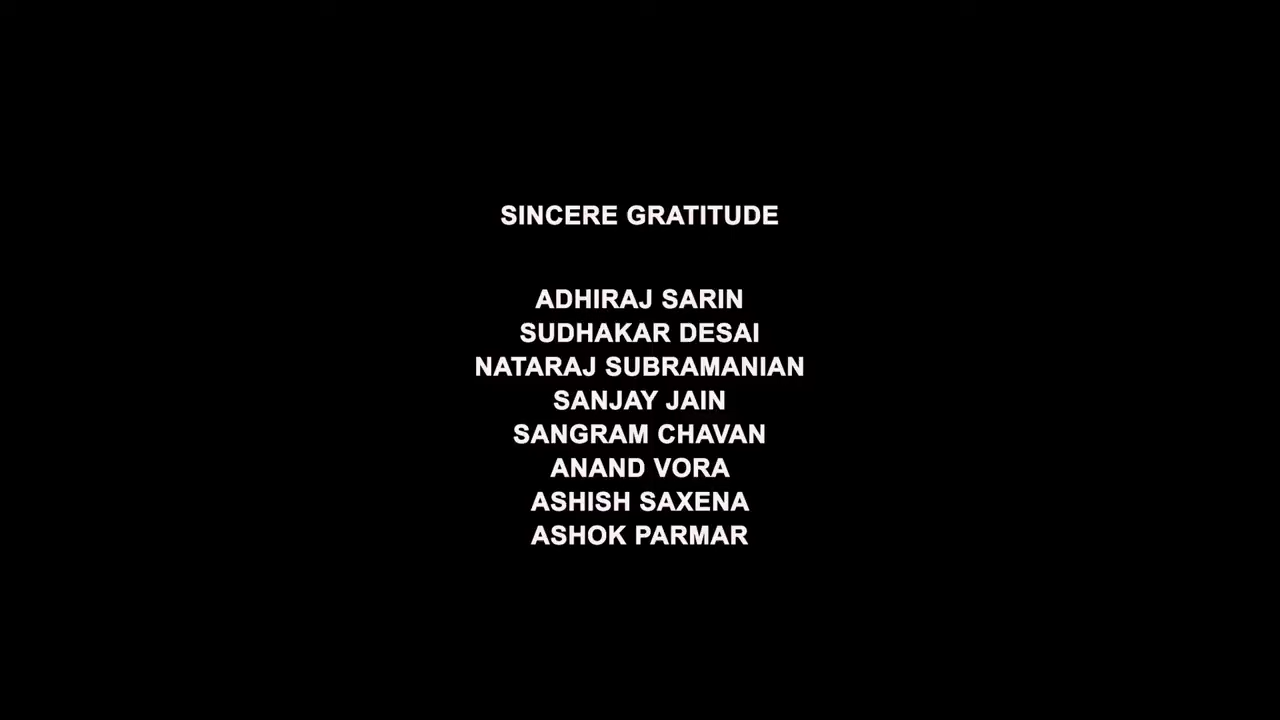 SINCERE GRATITUDE
ADHIRAJ SARIN
SUDHAKAR DESAI
NATARAJ SUBRAMANIAN
SANJAY JAIN
SANGRAM CHAVAN
ANAND VORA
ASHISH SAXENA
ASHOK PARMAR